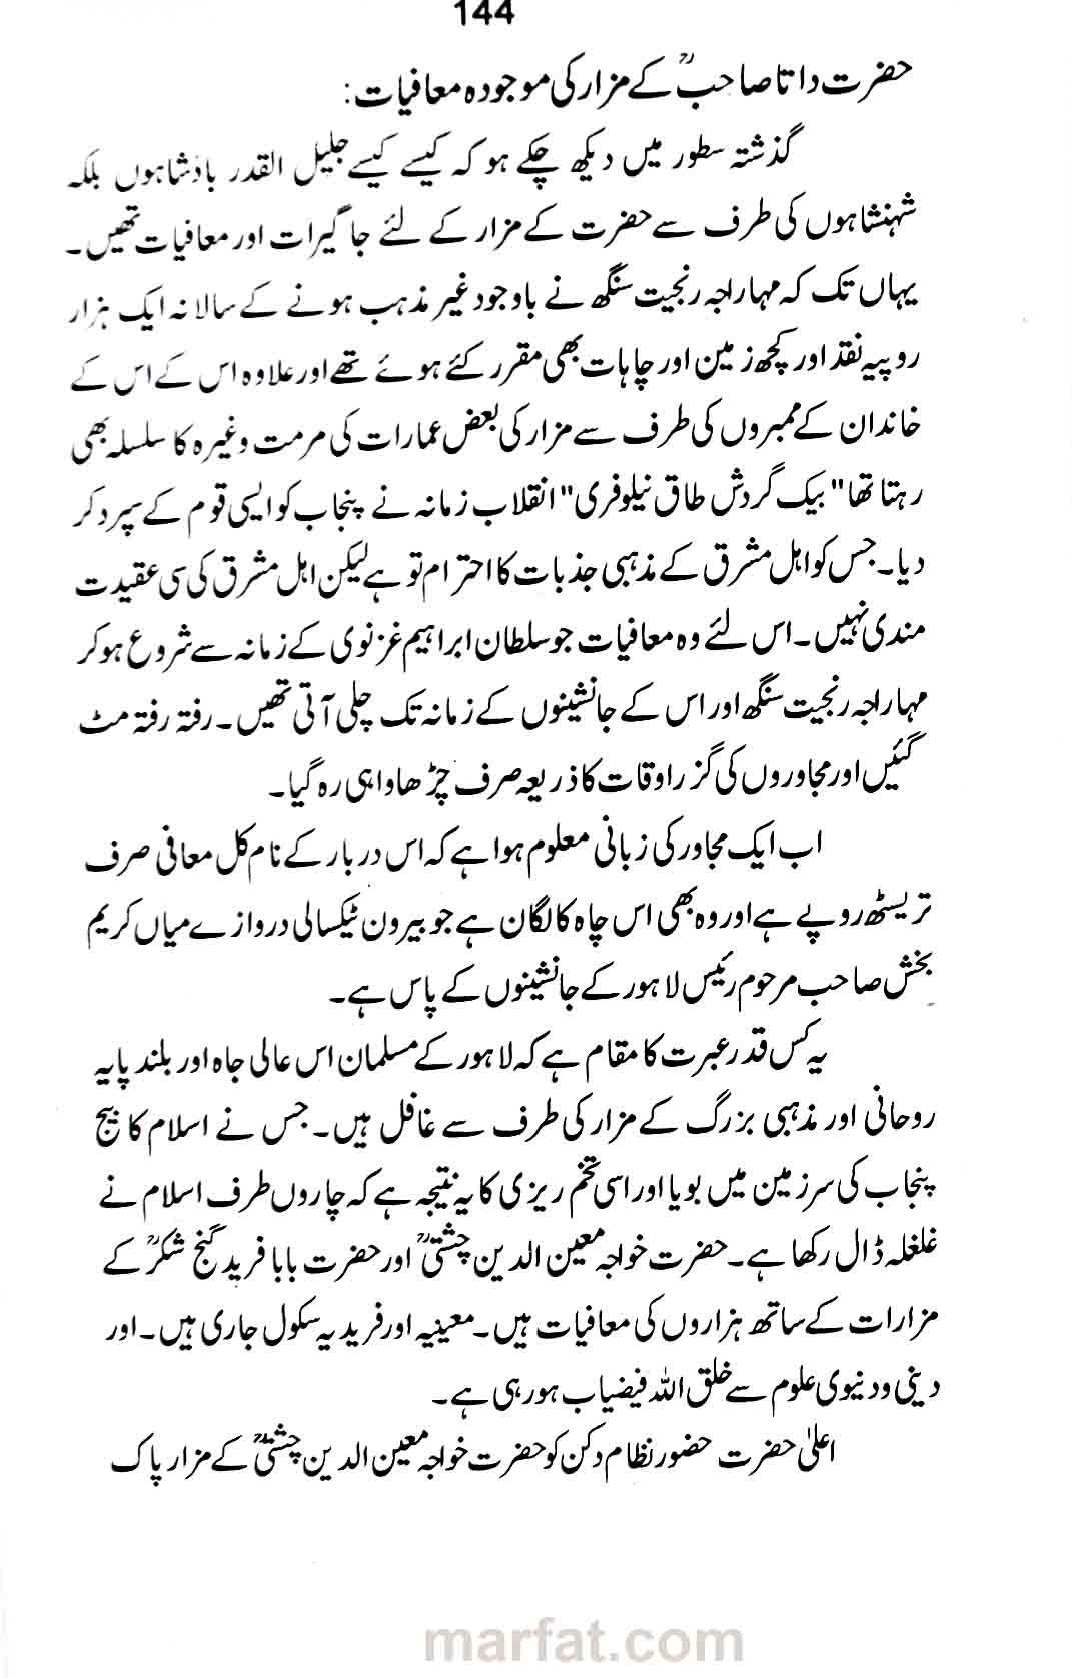 144
حضرت داتا صاحبؒ کے مزار کی موجودہ معافیات:
گذشتہ سطور میں دیکھ چکے ہو کہ کیسے کیسے جلیل القدر بادشاہوں بلکہ
شہنشاہوں کی طرف سے حضرت کے مزار کے لئے جاگیرات اور معافیات تھیں۔
یہاں تک کہ مہاراجہ رنجیت سنگھ نے باوجود غیر مذہب ہونے کے سالانہ ایک ہزار
روپیہ نقد اور کچھ زمین اور چاہات بھی مقرر کئے ہوئے تھے اور علاوہ اس کے اس کے
خاندان کے ممبروں کی طرف سے مزار کی بعض عمارات کی مرمت وغیرہ کا سلسلہ بھی
رہتا تھا "بیک گردش طاق نیلوفری" انقلاب زمانہ نے پنجاب کو ایسی قوم کے سپرد کر
دیا۔ جس کو اہل مشرق کے مذہبی جذبات کا احترام تو ہے لیکن اہل مشرق کی سی عقیدت
مندی نہیں۔ اس لئے وہ معافیات جو سلطان ابراہیم غزنوی کے زمانہ سے شروع ہو کر
مہاراجہ رنجیت سنگھ اور اس کے جانشینوں کے زمانہ تک چلی آتی تھیں۔ رفتہ رفتہ مٹ
گئیں اور مجاوروں کی گزر اوقات کا ذریعہ صرف چڑھاوا ہی رہ گیا۔
اب ایک مجاور کی زبانی معلوم ہوا ہے کہ اس دربار کے نام کل معافی صرف
تریسٹھ روپے ہے اور وہ بھی اس چاہ کا لگان ہے جو بیرون ٹیکسالی دروازے میاں کریم
بخش صاحب مرحوم رئیس لاہور کے جانشینوں کے پاس ہے۔
یہ کس قدر عبرت کا مقام ہے کہ لاہور کے مسلمان اس عالی جاہ اور بلند پایہ
روحانی اور مذہبی بزرگ کے مزار کی طرف سے غافل ہیں۔ جس نے اسلام کا بیج
پنجاب کی سرزمین میں بویا اور اسی تخم ریزی کا یہ نتیجہ ہے کہ چاروں طرف اسلام نے
غلغلہ ڈال رکھا ہے۔ حضرت خواجہ معین الدین چشتیؒ اور حضرت بابا فرید گنج شکرؒ کے
مزارات کے ساتھ ہزاروں کی معافیات ہیں۔ معینیہ اور فریدیہ سکول جاری ہیں۔ اور
دینی و دنیوی علوم سے خلق اللہ فیضیاب ہو رہی ہے۔
اعلیٰ حضرت حضور نظام دکن کو حضرت خواجہ معین الدین چشتیؒ کے مزار پاک
marfat.com